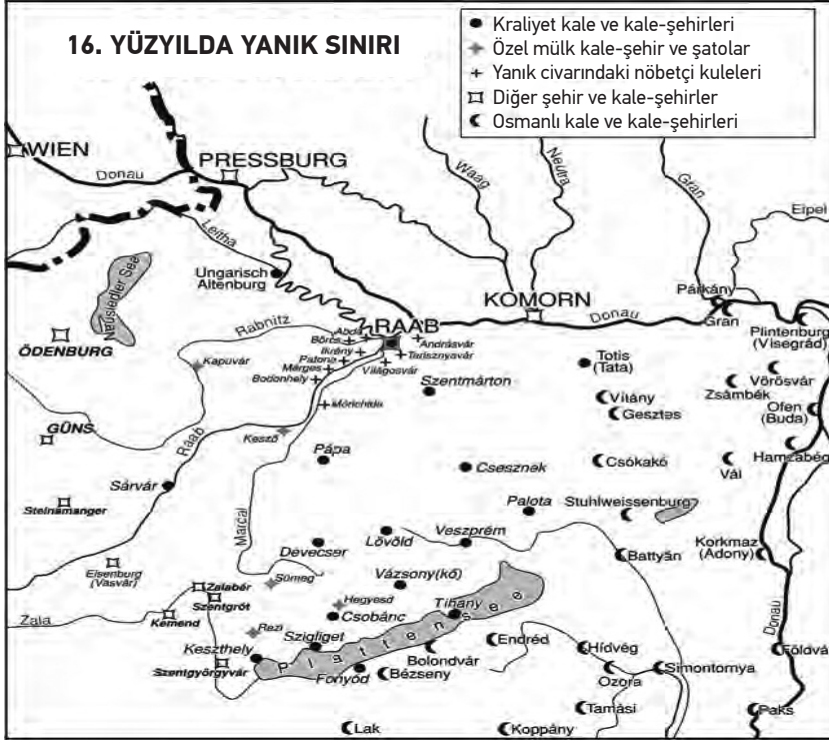 16. YÜZYILDA YANIK SINIRI
Kraliyet kale ve kale-şehirleri
Özel mülk kale-şehir ve şatolar
Yanık civarındaki nöbetçi kuleleri
Diğer şehir ve kale-şehirler
Osmanlı kale ve kale-şehirleri
WIEN
Donau
PRESSBURG
Waag
Neutra
Gran
Eipel
Leitha
Neusiedler See
Ungarisch
Altenburg
KOMORN
Donau
Párkány
Gran
Plintenburg
(Visegrád)
ÖDENBURG
Rabnitz
Abda
RAAB
Börcs
Ikrény
Patona
Andrásvár
Tarisznyavár
Kapuvár
Mérges
Bodonhely
Világosvár
Totis
(Tata)
Vörösvár
Zsámbék
Szentmárton
Vitány
Gesztes
Ofen
(Buda)
Mórichida
GÜNS
Raab
Keszö
Hamzabég
Pápa
Csesznek
Csókakő
Vál
Sárvár
Steinamanger
Marcal
Palota
Stuhlweissenburg
Devecser
Lövöld
Veszprém
Battyán
Korkmaz
(Adony)
Eisenburg
(Vasvár)
Zalabér
Szentgrót
Sümeg
Vázsony(kő)
Hegyesd
Tihany
Csobánc
Zala
Kemend
Rezi
Szigliget
Endréd
Hídvég
Donau
Földvár
Keszthely
Plattensee
Szentgyörgyvár
Fonyód
Bolondvár
Bézseny
Ozora
Simontornya
Tamási
Paks
Lak
Koppány